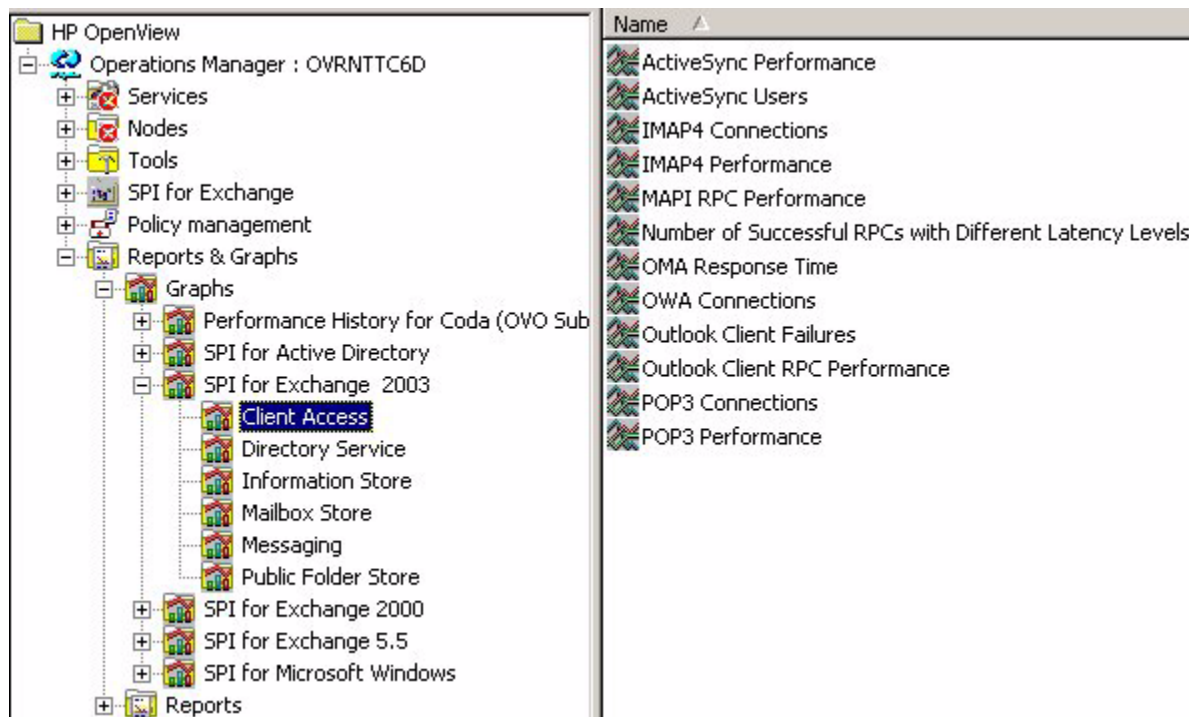 HP OpenView
Operations Manager : OVRNTTC6D
Services
Nodes
Tools
SPI for Exchange
Policy management
Reports & Graphs
Graphs
Performance History for Coda (OVO Sub
SPI for Active Directory
SPI for Exchange 2003
Client Access
Directory Service
Information Store
Mailbox Store
Messaging
Public Folder Store
SPI for Exchange 2000
SPI for Exchange 5.5
SPI for Microsoft Windows
Reports
Name
ActiveSync Performance
ActiveSync Users
IMAP4 Connections
IMAP4 Performance
MAPI RPC Performance
Number of Successful RPCs with Different Latency Levels
OMA Response Time
OWA Connections
Outlook Client Failures
Outlook Client RPC Performance
POP3 Connections
POP3 Performance